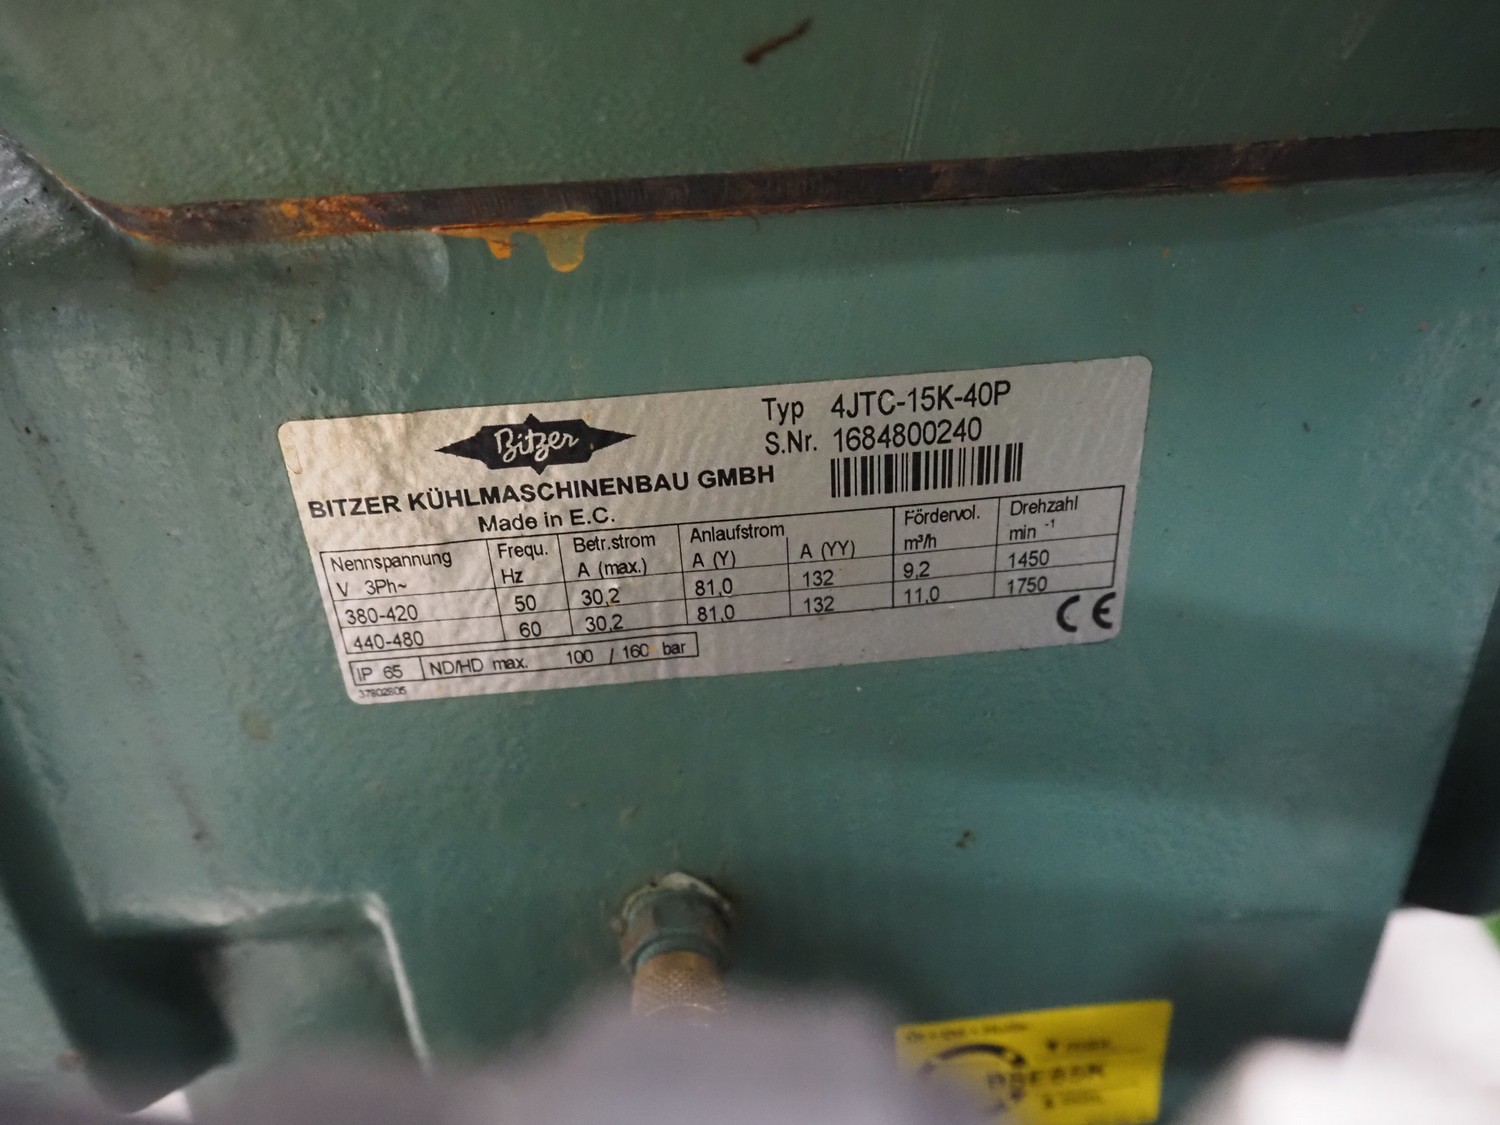 Bitzer
Typ 4JTC-15K-40P
S.Nr. 1684800240
BITZER KÜHLMASCHINENBAU GMBH
Made in E.C.
Nennspannung Frequ. Betr.strom Anlaufstrom Fördervol. Drehzahl
V 3Ph~ Hz A (max.) A (Y) A (YY) m³/h min -1
380-420 50 30,2 81,0 132 9,2 1450
440-480 60 30,2 81,0 132 11,0 1750
IP 65 ND/HD max. 100 / 160 bar
CE
37802605